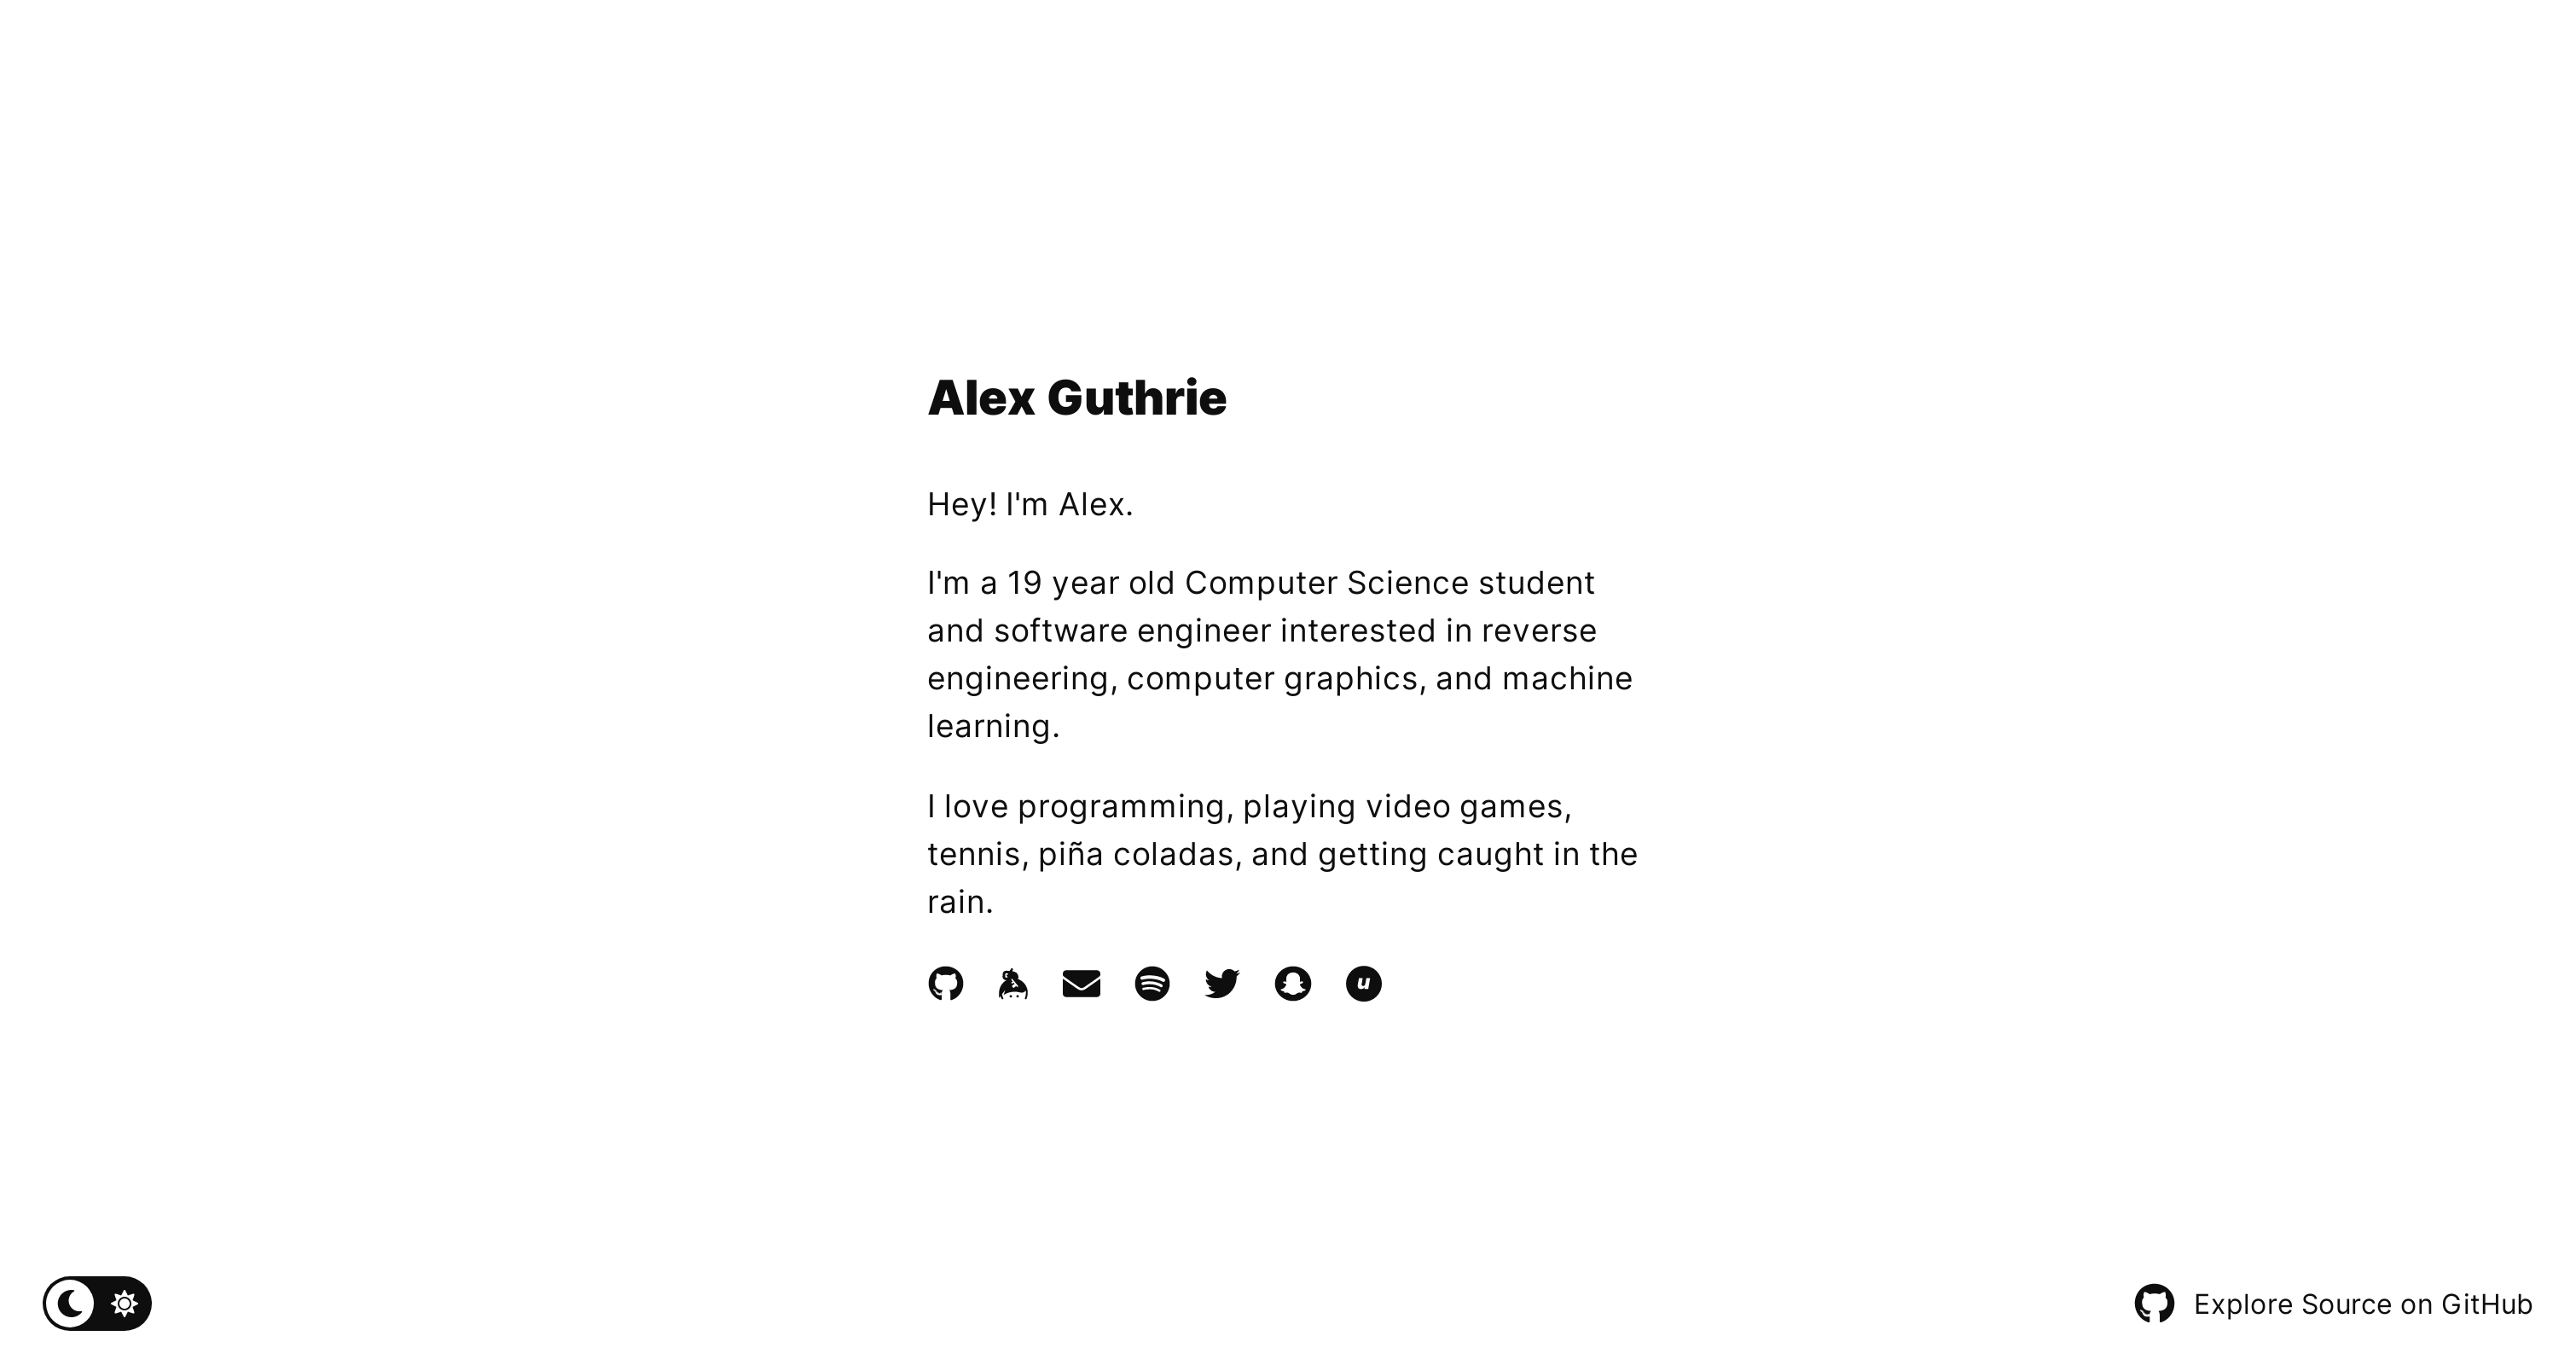 Alex Guthrie
Hey! I'm Alex.
I'm a 19 year old Computer Science student
and software engineer interested in reverse
engineering, computer graphics, and machine
learning.
I love programming, playing video games,
tennis, piña coladas, and getting caught in the
rain.
u
Explore Source on GitHub